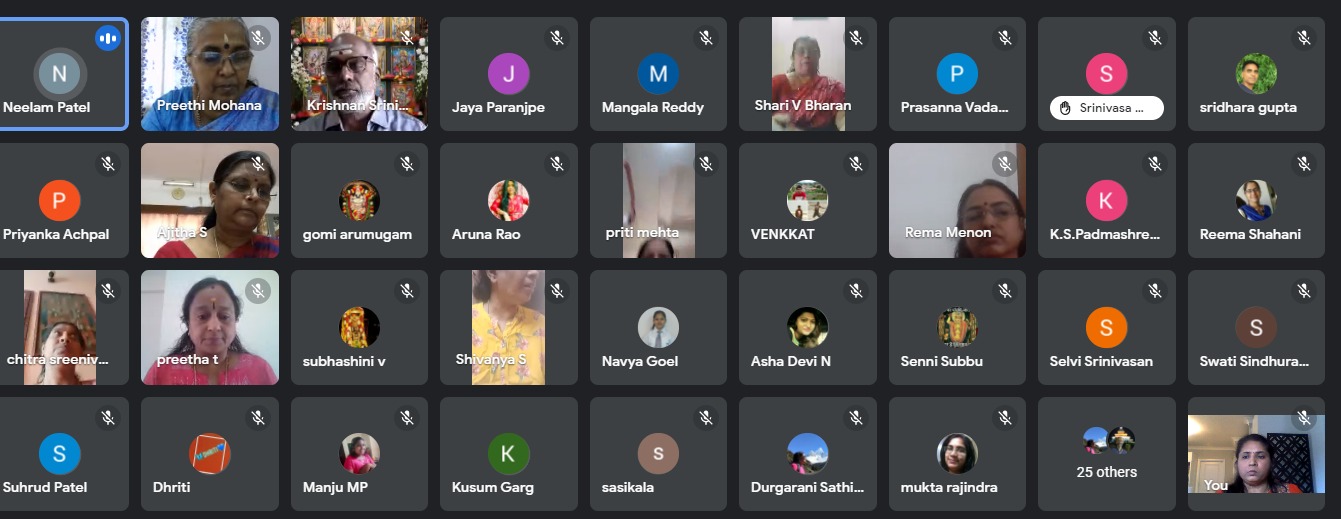 N
Neelam Patel
Preethi Mohana
Krishnan Srini...
J
Jaya Paranjpe
M
Mangala Reddy
Shari V Bharan
P
Prasanna Vada...
S
Srinivasa ...
sridhara gupta
P
Priyanka Achpal
Ajitha S
gomi arumugam
Aruna Rao
priti mehta
VENKKAT
Rema Menon
K
K.S.Padmashre...
Reema Shahani
chitra sreeniv...
preetha t
subhashini v
Shivanya S
Navya Goel
Asha Devi N
Senni Subbu
S
Selvi Srinivasan
S
Swati Sindhura...
S
Suhrud Patel
Dhriti
Manju MP
K
Kusum Garg
s
sasikala
Durgarani Sathi...
mukta rajindra
25 others
You